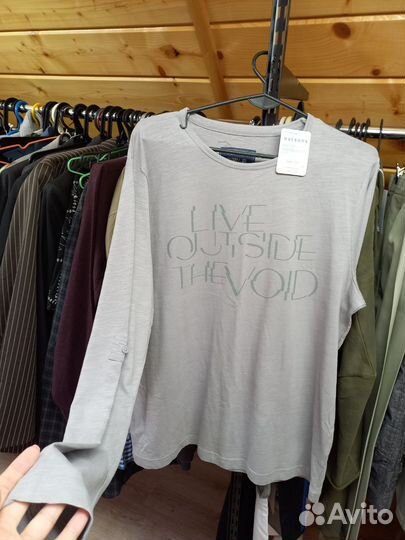 LIVE
OUTSIDE
THE VOID
Avito